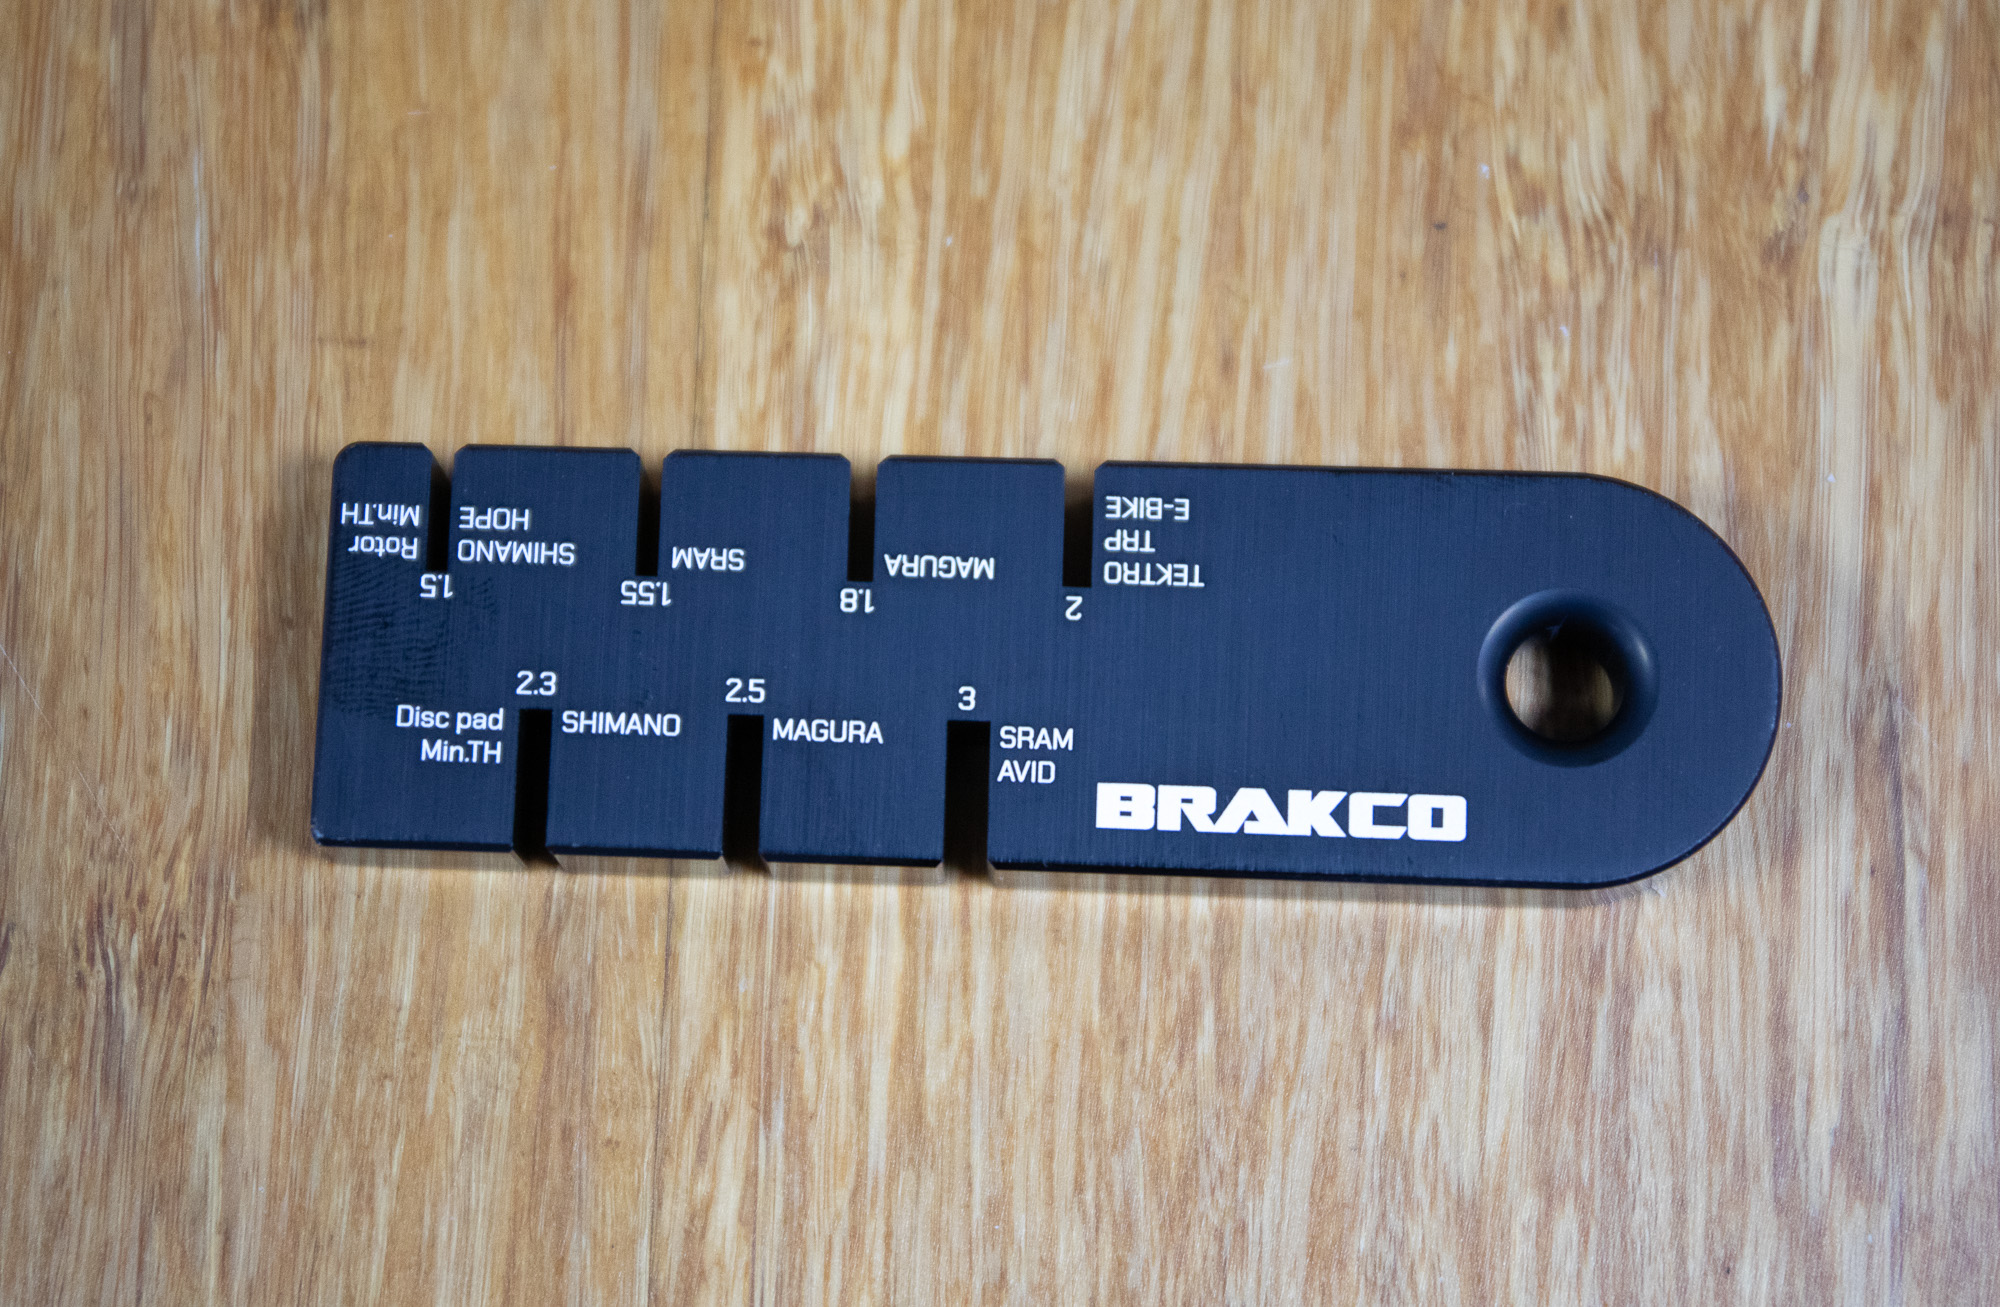 Rotor
Min.TH
1.5
SHIMANO
HOPE
1.55
SRAM
1.8
MAGURA
2
TEKTRO
TRP
E-BIKE
Disc pad
Min.TH
2.3
SHIMANO
2.5
MAGURA
3
SRAM
AVID
BRAKCO